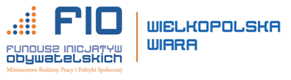 FIO
FUNDUSZ INICJATYW
obywatelskich
Ministerstwo Rodziny, Pracy i Polityki Społecznej
WIELKOPOLSKA
WIARA